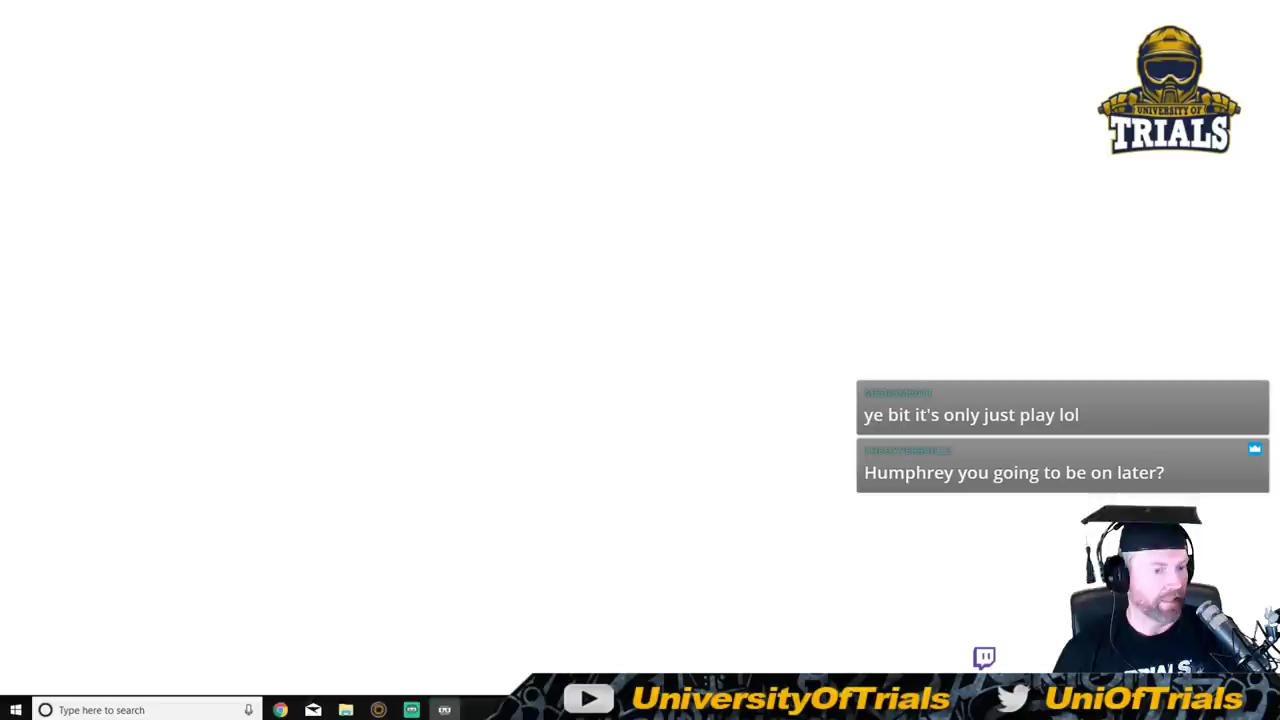 UNIVERSITY OF
TRIALS
ye bit it's only just play lol
Humphrey you going to be on later?
TRIALS
Type here to search
UniversityOfTrials
UniOfTrials